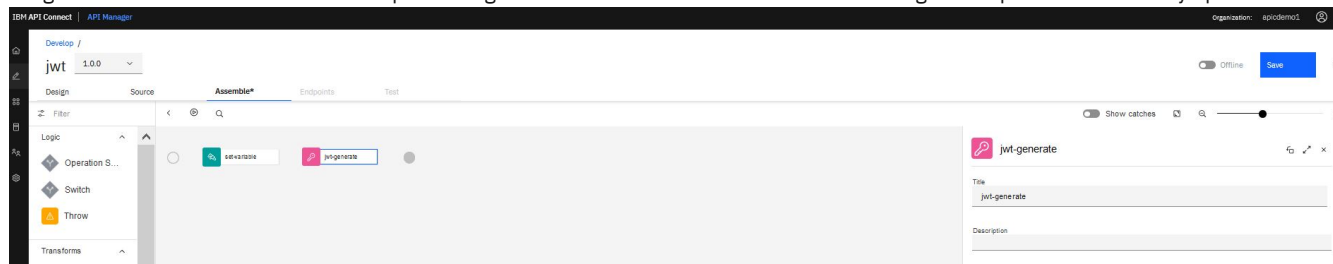 IBM API Connect | API Manager
Organization: apicdemo1
Develop /
jwt 1.0.0
Offline Save
Design Source Assemble* Endpoints Test
Filter
Show catches
Logic
Operation S...
Switch
Throw
Transforms
set-variable jwt-generate
jwt-generate
Title
jwt-generate
Description